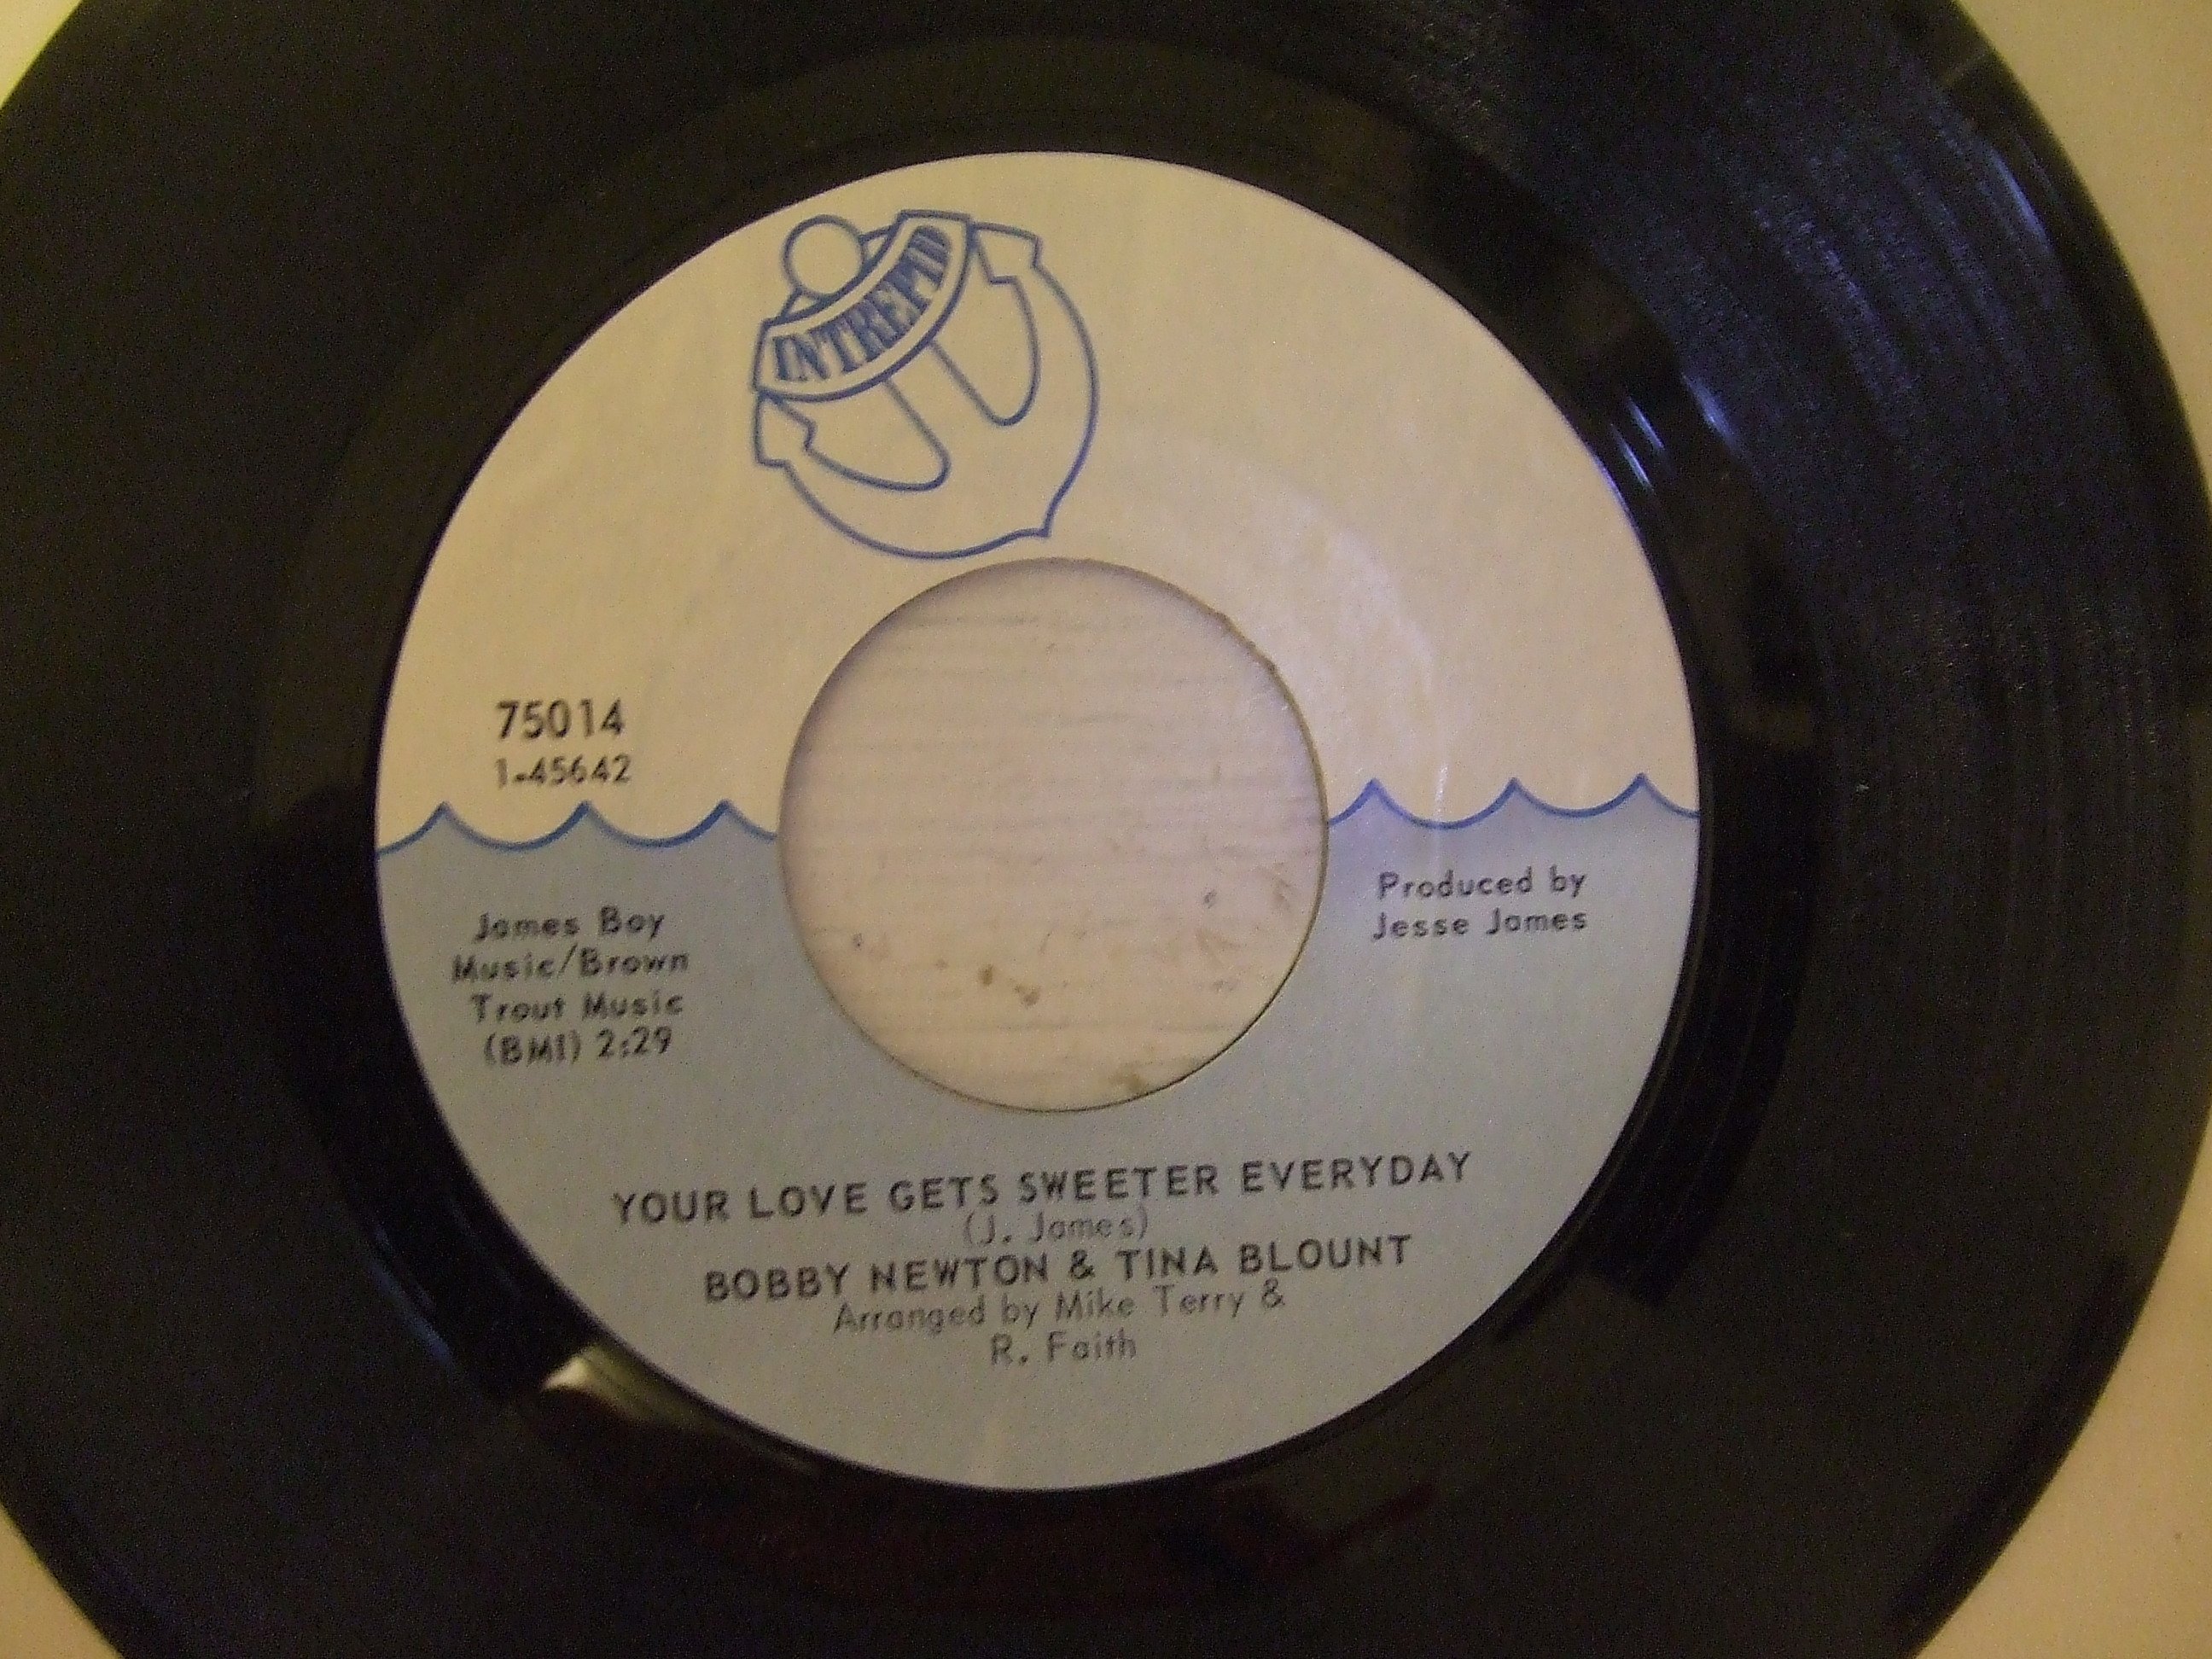 INTREPID
75014
1-45642
James Boy
Music/Brown
Trout Music
(BMI) 2:29
Produced by
Jesse James
YOUR LOVE GETS SWEETER EVERYDAY
(J. James)
BOBBY NEWTON & TINA BLOUNT
Arranged by Mike Terry &
R. Faith